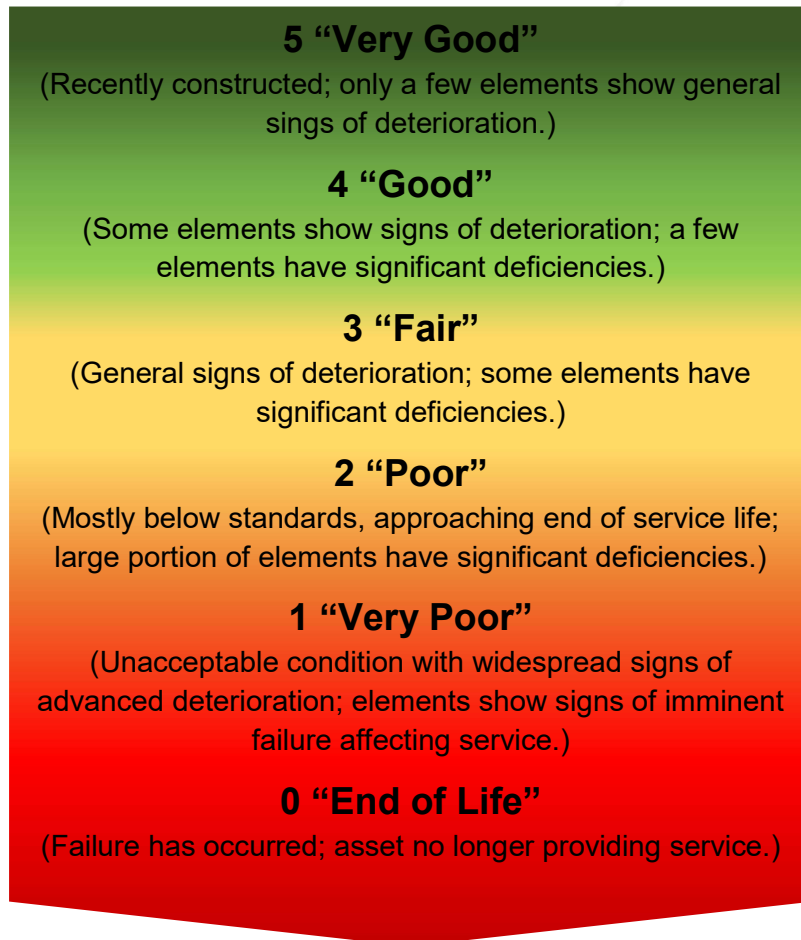 5 “Very Good”
(Recently constructed; only a few elements show general
sings of deterioration.)
4 “Good”
(Some elements show signs of deterioration; a few
elements have significant deficiencies.)
3 “Fair”
(General signs of deterioration; some elements have
significant deficiencies.)
2 “Poor”
(Mostly below standards, approaching end of service life;
large portion of elements have significant deficiencies.)
1 “Very Poor”
(Unacceptable condition with widespread signs of
advanced deterioration; elements show signs of imminent
failure affecting service.)
0 “End of Life”
(Failure has occurred; asset no longer providing service.)